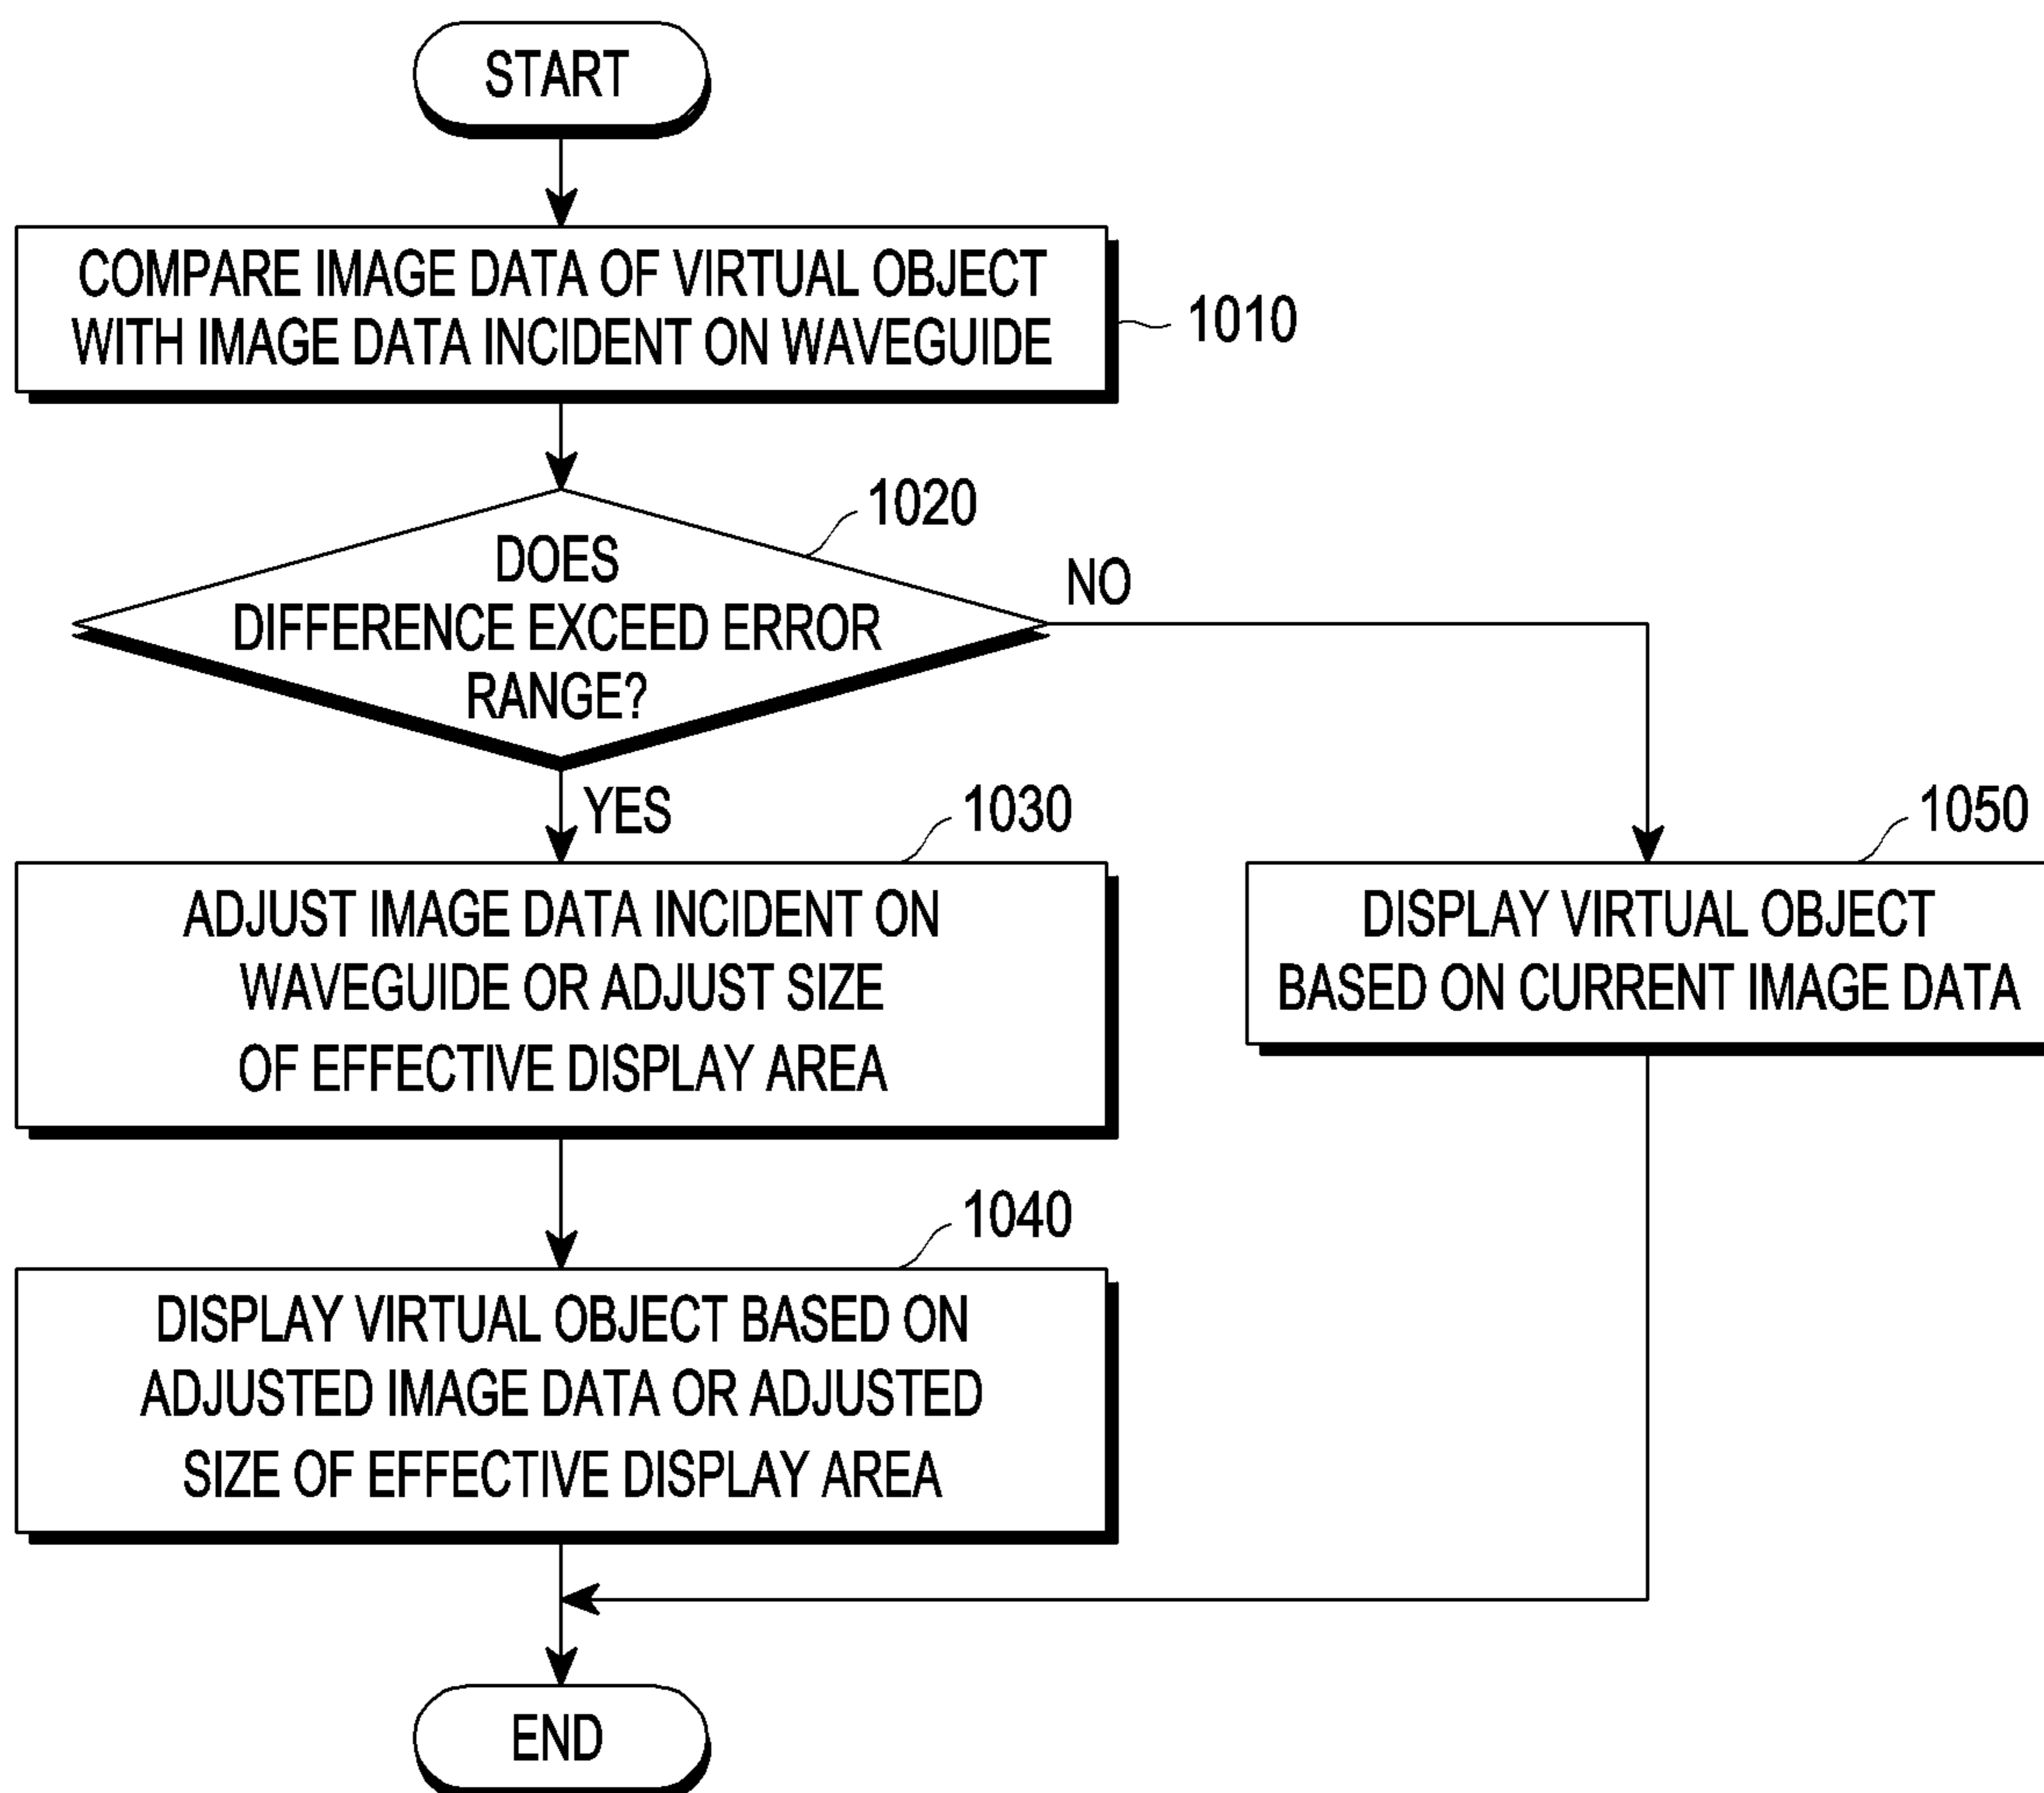 START
COMPARE IMAGE DATA OF VIRTUAL OBJECT
WITH IMAGE DATA INCIDENT ON WAVEGUIDE
1010
1020
DOES
DIFFERENCE EXCEED ERROR
RANGE?
NO
YES
1030
ADJUST IMAGE DATA INCIDENT ON
WAVEGUIDE OR ADJUST SIZE
OF EFFECTIVE DISPLAY AREA
1050
DISPLAY VIRTUAL OBJECT
BASED ON CURRENT IMAGE DATA
1040
DISPLAY VIRTUAL OBJECT BASED ON
ADJUSTED IMAGE DATA OR ADJUSTED
SIZE OF EFFECTIVE DISPLAY AREA
END